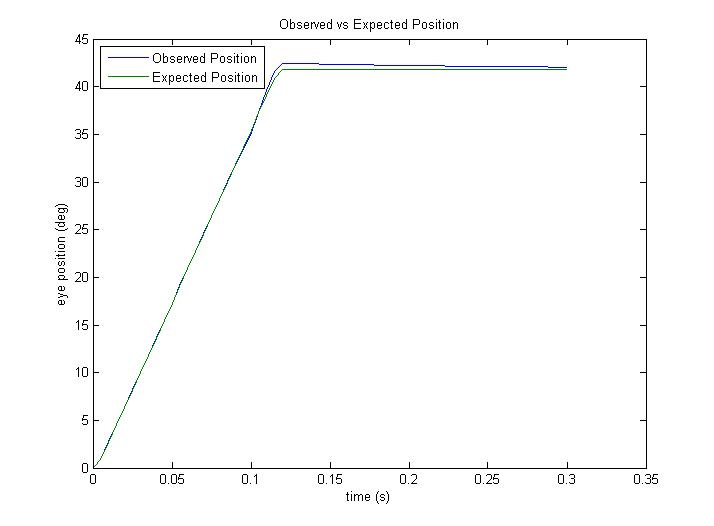 Observed vs Expected Position
Observed Position
Expected Position
45
40
35
30
25
20
15
10
5
0
eye position (deg)
0 0.05 0.1 0.15 0.2 0.25 0.3 0.35
time (s)